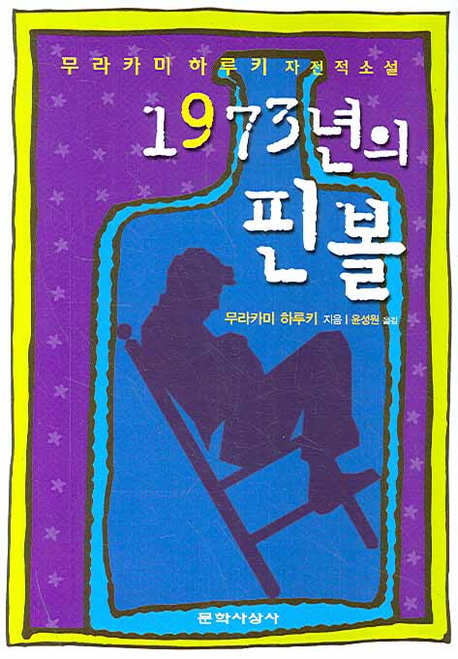 무라카미 하루키 자전적소설
1973년의
핀볼
무라카미 하루키 지음 | 윤성원 옮김
문학사상사